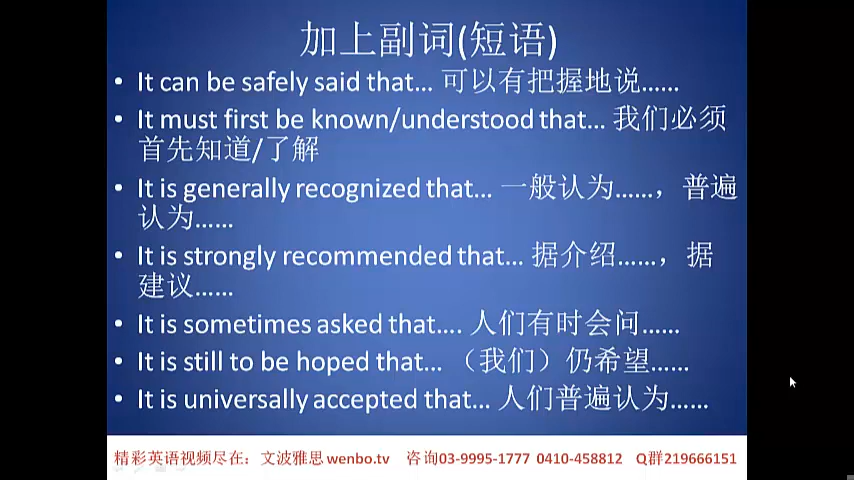 加上副词(短语)
• It can be safely said that... 可以有把握地说……
• It must first be known/understood that... 我们必须
首先知道/了解
• It is generally recognized that... 一般认为……，普遍
认为……
• It is strongly recommended that... 据介绍……，据
建议……
• It is sometimes asked that.... 人们有时会问……
• It is still to be hoped that... （我们）仍希望……
• It is universally accepted that... 人们普遍认为……
精彩英语视频尽在：文波雅思 wenbo.tv 咨询03-9995-1777 0410-458812 Q群219666151